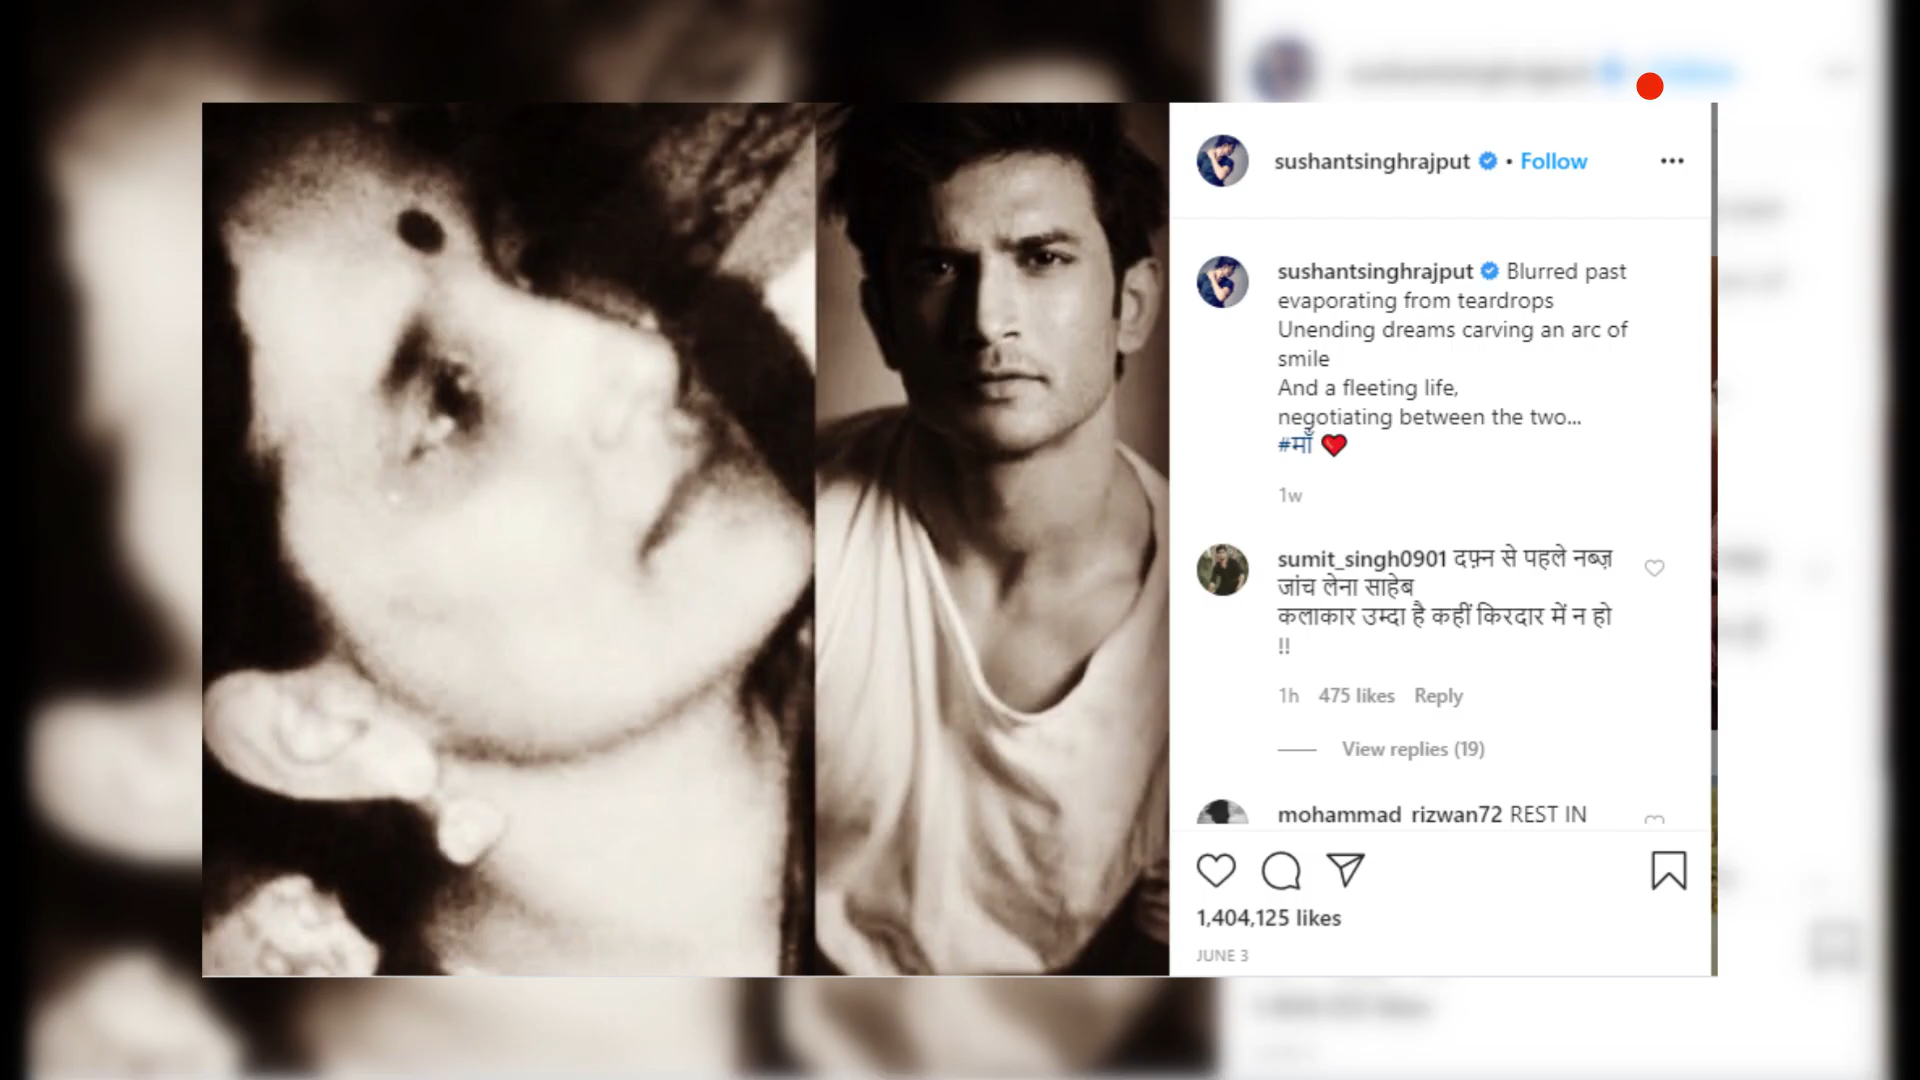 sushantsinghrajput • Follow
sushantsinghrajput Blurred past
evaporating from teardrops
Unending dreams carving an arc of
smile
And a fleeting life,
negotiating between the two...
#माँ ❤️
1w
sumit_singh0901 दफ़्न से पहले नब्ज़
जांच लेना साहेब
कलाकार उम्दा है कहीं किरदार में न हो
!!
1h 475 likes Reply
View replies (19)
mohammad_rizwan72 REST IN
1,404,125 likes
JUNE 3